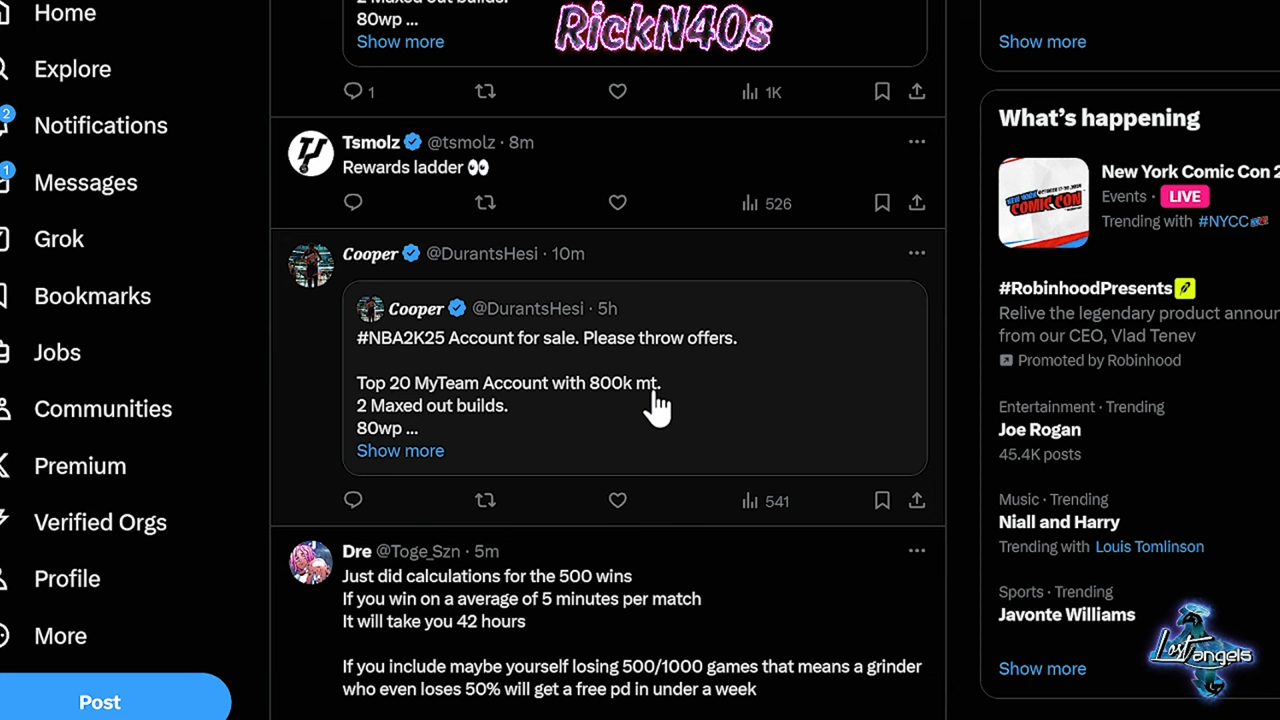 Home
Explore
2
Notifications
1
Messages
Grok
Bookmarks
Jobs
Communities
Premium
Verified Orgs
Profile
More
Post
80wp ...
Show more
RickN40s
1
1K
Tsmolz @tsmolz · 8m
Rewards ladder 👀
526
Cooper @DurantsHesi · 10m
Cooper @DurantsHesi · 5h
#NBA2K25 Account for sale. Please throw offers.
Top 20 MyTeam Account with 800k mt.
2 Maxed out builds.
80wp ...
Show more
541
Dre @Toge_Szn · 5m
Just did calculations for the 500 wins
If you win on a average of 5 minutes per match
It will take you 42 hours
If you include maybe yourself losing 500/1000 games that means a grinder
who even loses 50% will get a free pd in under a week
Show more
What's happening
COMIC CON
New York Comic Con 2
Events · LIVE
Trending with #NYCC
#RobinhoodPresents
Relive the legendary product announ
from our CEO, Vlad Tenev
Promoted by Robinhood
Entertainment · Trending
Joe Rogan
45.4K posts
Music · Trending
Niall and Harry
Trending with Louis Tomlinson
Sports · Trending
Javonte Williams
Show more
Lost angels